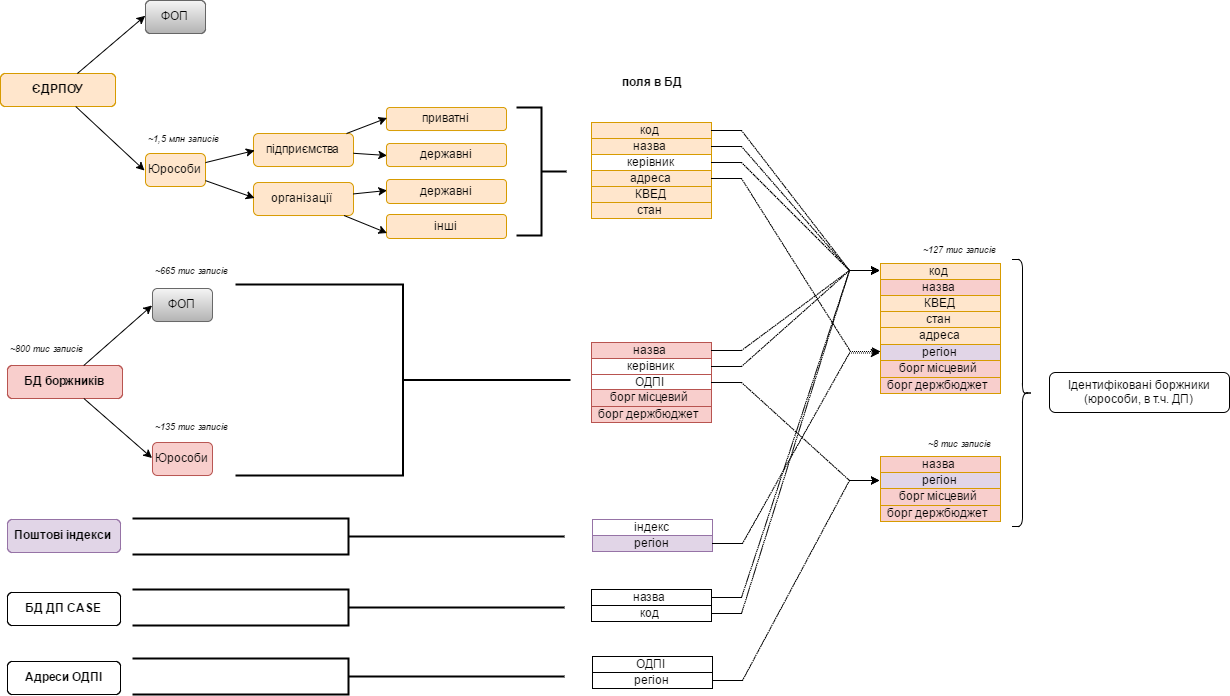 ФОП
ЄДРПОУ
~1,5 млн записів
Юрособи
підприємства
організації
приватні
державні
державні
інші
поля в БД
код
назва
керівник
адреса
КВЕД
стан
~665 тис записів
ФОП
~800 тис записів
БД боржників
~135 тис записів
Юрособи
назва
керівник
ОДПІ
борг місцевий
борг держбюджет
~127 тис записів
код
назва
КВЕД
стан
адреса
регіон
борг місцевий
борг держбюджет
Ідентифіковані боржники
(юрособи, в т.ч. ДП)
~8 тис записів
назва
регіон
борг місцевий
борг держбюджет
Поштові індекси
індекс
регіон
БД ДП CASE
назва
код
Адреси ОДПІ
ОДПІ
регіон